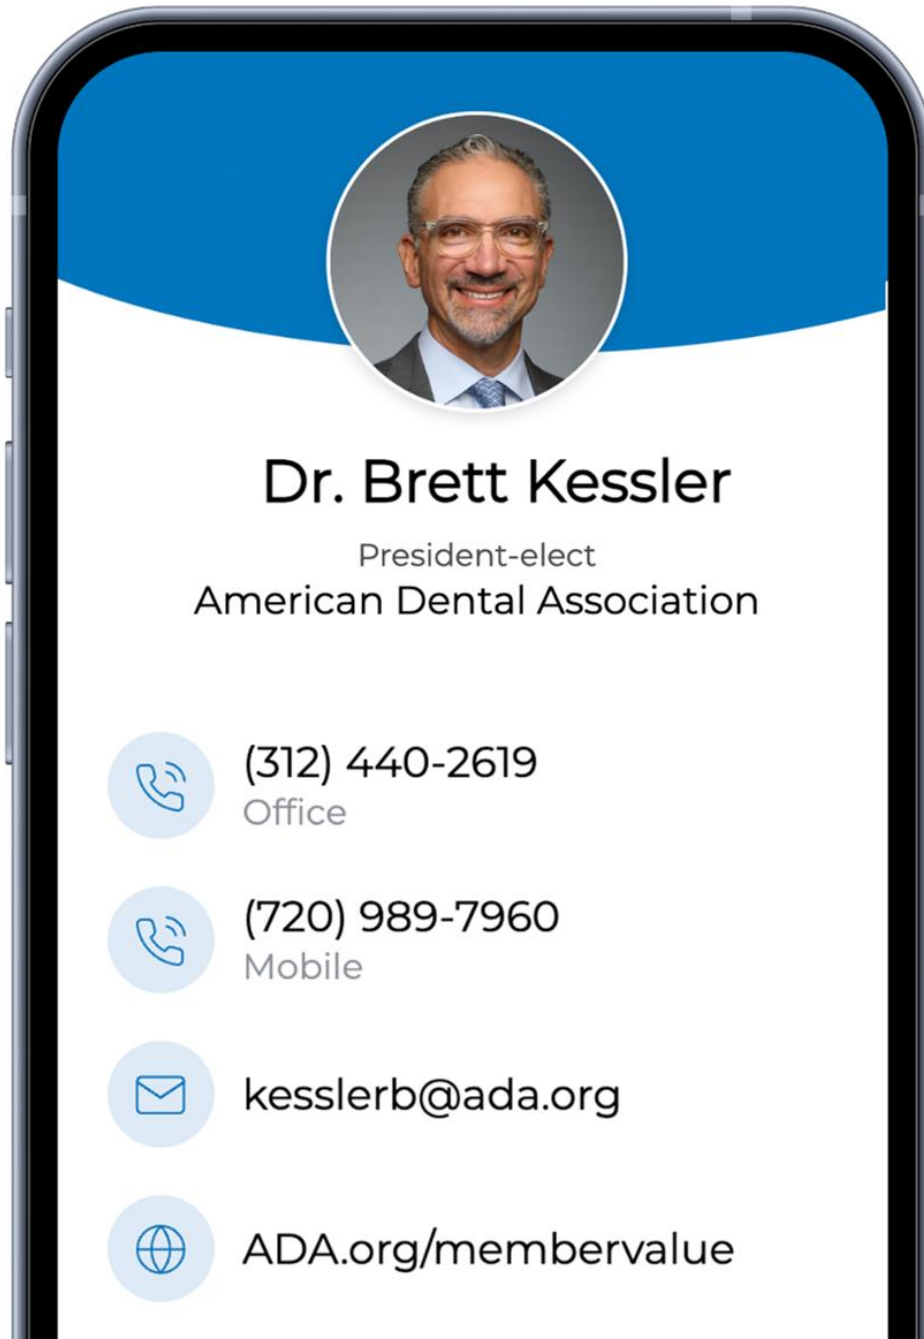 Dr. Brett Kessler
President-elect
American Dental Association
(312) 440-2619
Office
(720) 989-7960
Mobile
kesslerb@ada.org
ADA.org/membervalue